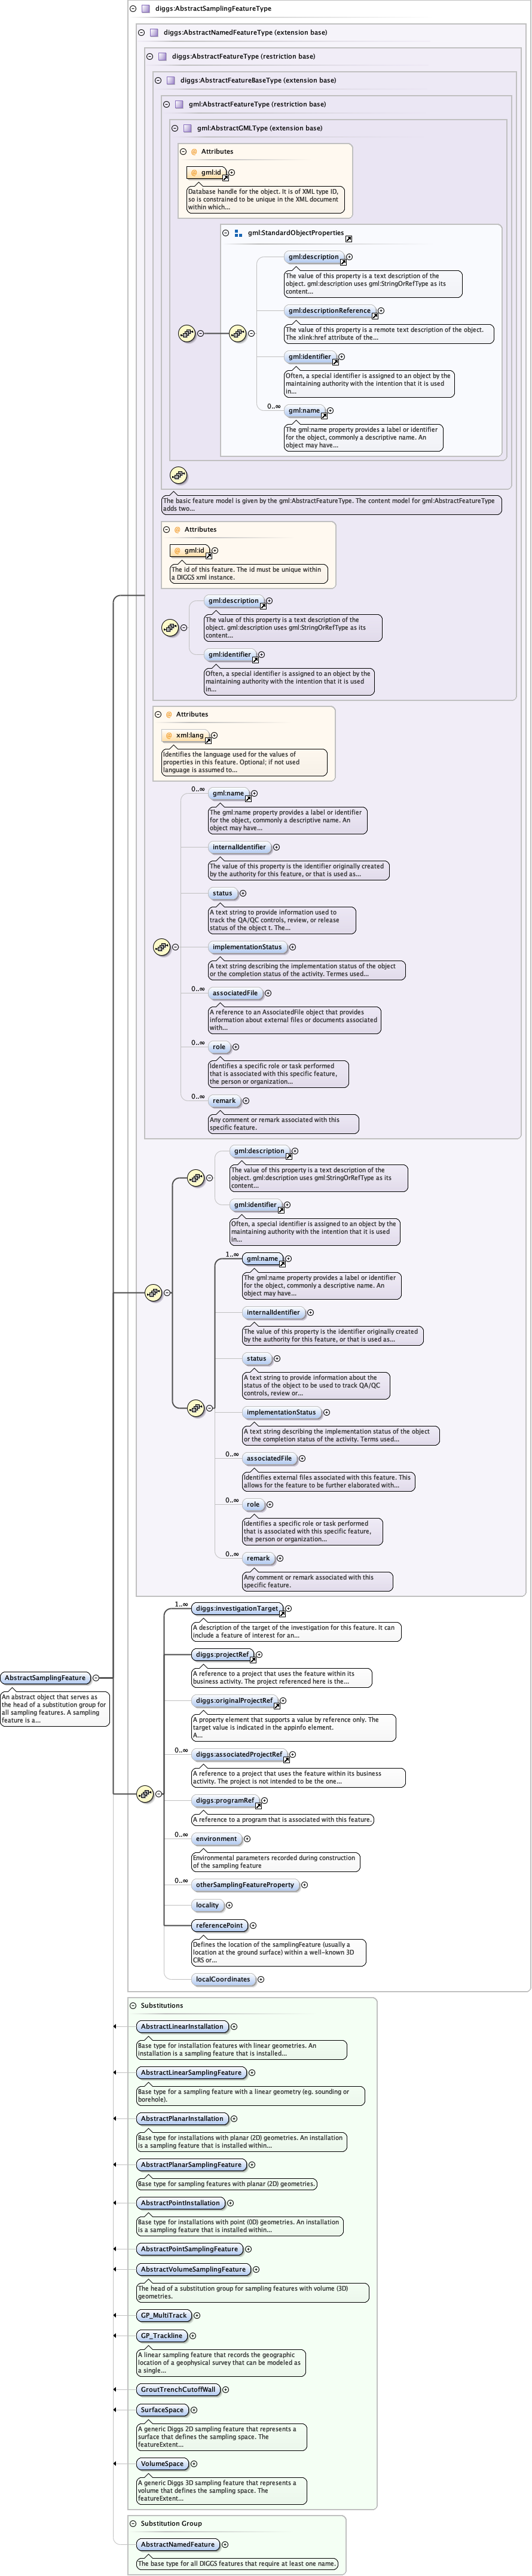 diggs:AbstractSamplingFeatureType
diggs:AbstractNamedFeatureType (extension base)
diggs:AbstractFeatureType (restriction base)
diggs:AbstractFeatureBaseType (extension base)
gml:AbstractFeatureType (restriction base)
gml:AbstractGMLType (extension base)
Attributes
gml:id
Database handle for the object. It is of XML type ID,
so is constrained to be unique in the XML document
within which...
gml:StandardObjectProperties
gml:description
The value of this property is a text description of the
object. gml:description uses gml:StringOrRefType as its
content...
gml:descriptionReference
The value of this property is a remote text description of the object.
The xlink:href attribute of the...
gml:identifier
Often, a special identifier is assigned to an object by the
maintaining authority with the intention that it is used
in...
0..∞
gml:name
The gml:name property provides a label or identifier
for the object, commonly a descriptive name. An
object may have...
The basic feature model is given by the gml:AbstractFeatureType. The content model for gml:AbstractFeatureType
adds two...
Attributes
gml:id
The id of this feature. The id must be unique within
a DIGGS xml instance.
gml:description
The value of this property is a text description of the
object. gml:description uses gml:StringOrRefType as its
content...
gml:identifier
Often, a special identifier is assigned to an object by the
maintaining authority with the intention that it is used
in...
Attributes
xml:lang
Identifies the language used for the values of
properties in this feature. Optional; if not used
language is assumed to...
0..∞
gml:name
The gml:name property provides a label or identifier
for the object, commonly a descriptive name. An
object may have...
internalIdentifier
The value of this property is the identifier originally created
by the authority for this feature, or that is used as...
status
A text string to provide information used to
track the QA/QC controls, review, or release
status of the object t. The...
implementationStatus
A text string describing the implementation status of the object
or the completion status of the activity. Termes used...
0..∞
associatedFile
A reference to an AssociatedFile object that provides
information about external files or documents associated
with...
0..∞
role
Identifies a specific role or task performed
that is associated with this specific feature,
the person or organization...
0..∞
remark
Any comment or remark associated with this
specific feature.
gml:description
The value of this property is a text description of the
object. gml:description uses gml:StringOrRefType as its
content...
gml:identifier
Often, a special identifier is assigned to an object by the
maintaining authority with the intention that it is used
in...
1..∞
gml:name
The gml:name property provides a label or identifier
for the object, commonly a descriptive name. An
object may have...
internalIdentifier
The value of this property is the identifier originally created
by the authority for this feature, or that is used as...
status
A text string to provide information about the
status of the object to be used to track QA/QC
controls, review or...
implementationStatus
A text string describing the implementation status of the object
or the completion status of the activity. Terms used...
0..∞
associatedFile
Identifies external files associated with this feature. This
allows for the feature to be further elaborated with...
0..∞
role
Identifies a specific role or task performed
that is associated with this specific feature,
the person or organization...
0..∞
remark
Any comment or remark associated with this
specific feature.
1..∞
diggs:investigationTarget
A description of the target of the investigation for this feature. It can
include a feature of interest for an...
diggs:projectRef
A reference to a project that uses the feature within its
business activity. The project referenced here is the...
AbstractSamplingFeature
An abstract object that serves as
the head of a substitution group for
all sampling features. A sampling
feature is a...
diggs:originalProjectRef
A property element that supports a value by reference only. The
target value is indicated in the appinfo element.
A...
0..∞
diggs:associatedProjectRef
A reference to a project that uses the feature within its business
activity. The project is not intended to be the one...
diggs:programRef
A reference to a program that is associated with this feature.
0..∞
environment
Environmental parameters recorded during construction
of the sampling feature
0..∞
otherSamplingFeatureProperty
locality
referencePoint
Defines the location of the samplingFeature (usually a
location at the ground surface) within a well-known 3D
CRS or...
localCoordinates
Substitutions
AbstractLinearInstallation
Base type for installation features with linear geometries. An
installation is a sampling feature that is installed...
AbstractLinearSamplingFeature
Base type for a sampling feature with a linear geometry (eg. sounding or
borehole).
AbstractPlanarInstallation
Base type for installations with planar (2D) geometries. An installation
is a sampling feature that is installed within...
AbstractPlanarSamplingFeature
Base type for sampling features with planar (2D) geometries.
AbstractPointInstallation
Base type for installations with point (0D) geometries. An installation
is a sampling feature that is installed within...
AbstractPointSamplingFeature
AbstractVolumeSamplingFeature
The head of a substitution group for sampling features with volume (3D)
geometries.
GP_MultiTrack
GP_Trackline
A linear sampling feature that records the geographic
location of a geophysical survey that can be modeled as
a single...
GroutTrenchCutoffWall
SurfaceSpace
A generic Diggs 2D sampling feature that represents a
surface that defines the sampling space. The
featureExtent...
VolumeSpace
A generic Diggs 3D sampling feature that represents a
volume that defines the sampling space. The
featureExtent...
Substitution Group
AbstractNamedFeature
The base type for all DIGGS features that require at least one name.